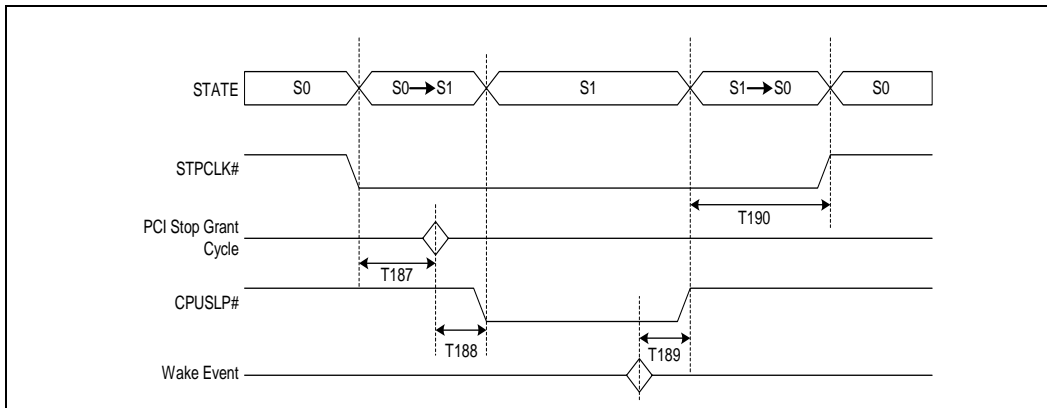 STATE
S0
S0→S1
S1
S1→S0
S0
STPCLK#
T190
PCI Stop Grant
Cycle
T187
CPUSLP#
T188
T189
Wake Event